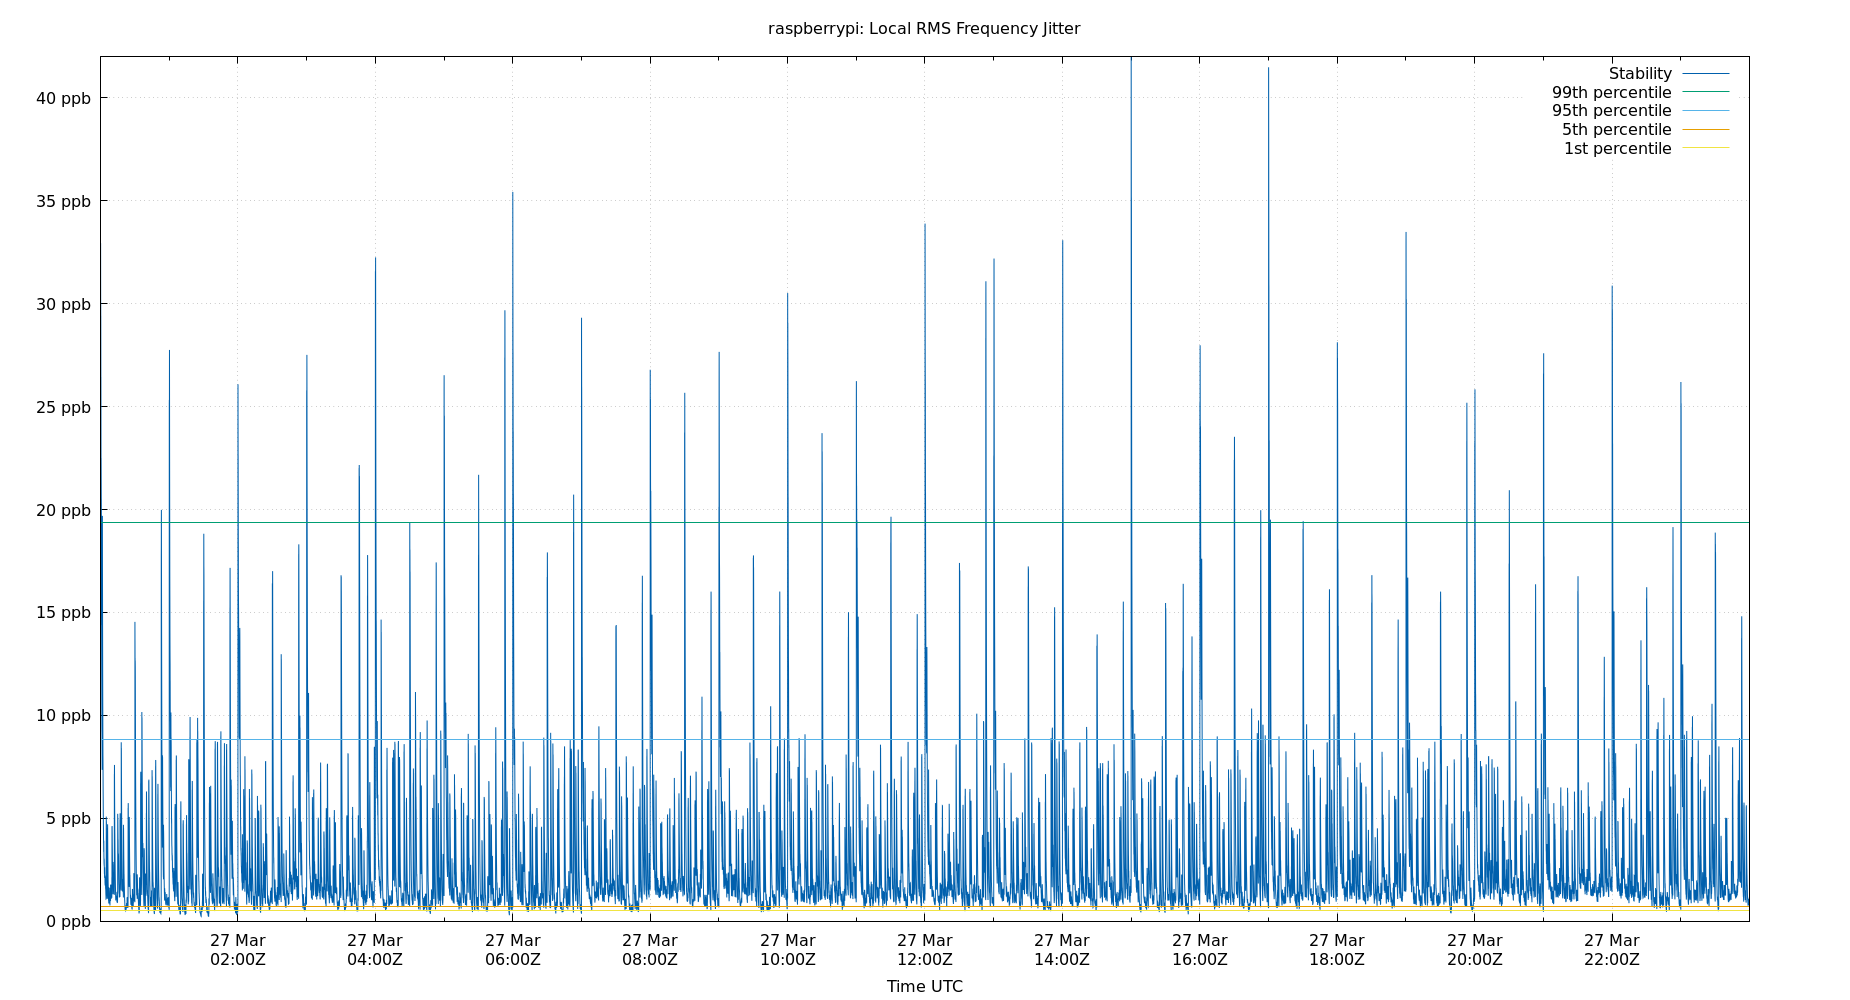 raspberrypi: Local RMS Frequency Jitter
Stability
99th percentile
95th percentile
5th percentile
1st percentile
40 ppb
35 ppb
30 ppb
25 ppb
20 ppb
15 ppb
10 ppb
5 ppb
0 ppb
27 Mar 27 Mar 27 Mar 27 Mar 27 Mar 27 Mar 27 Mar 27 Mar 27 Mar 27 Mar 27 Mar
02:00Z 04:00Z 06:00Z 08:00Z 10:00Z 12:00Z 14:00Z 16:00Z 18:00Z 20:00Z 22:00Z
Time UTC